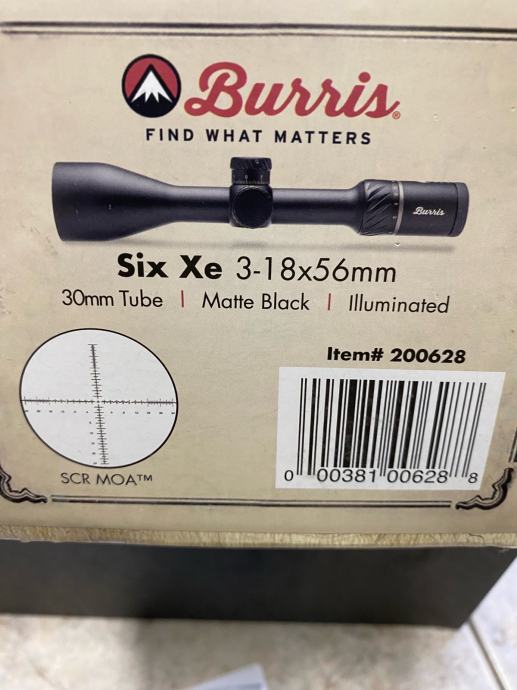 Burris®
FIND WHAT MATTERS
Burris
Six Xe 3-18x56mm
30mm Tube | Matte Black | Illuminated
Item# 200628
SCR MOA™
0 00381 00628 8